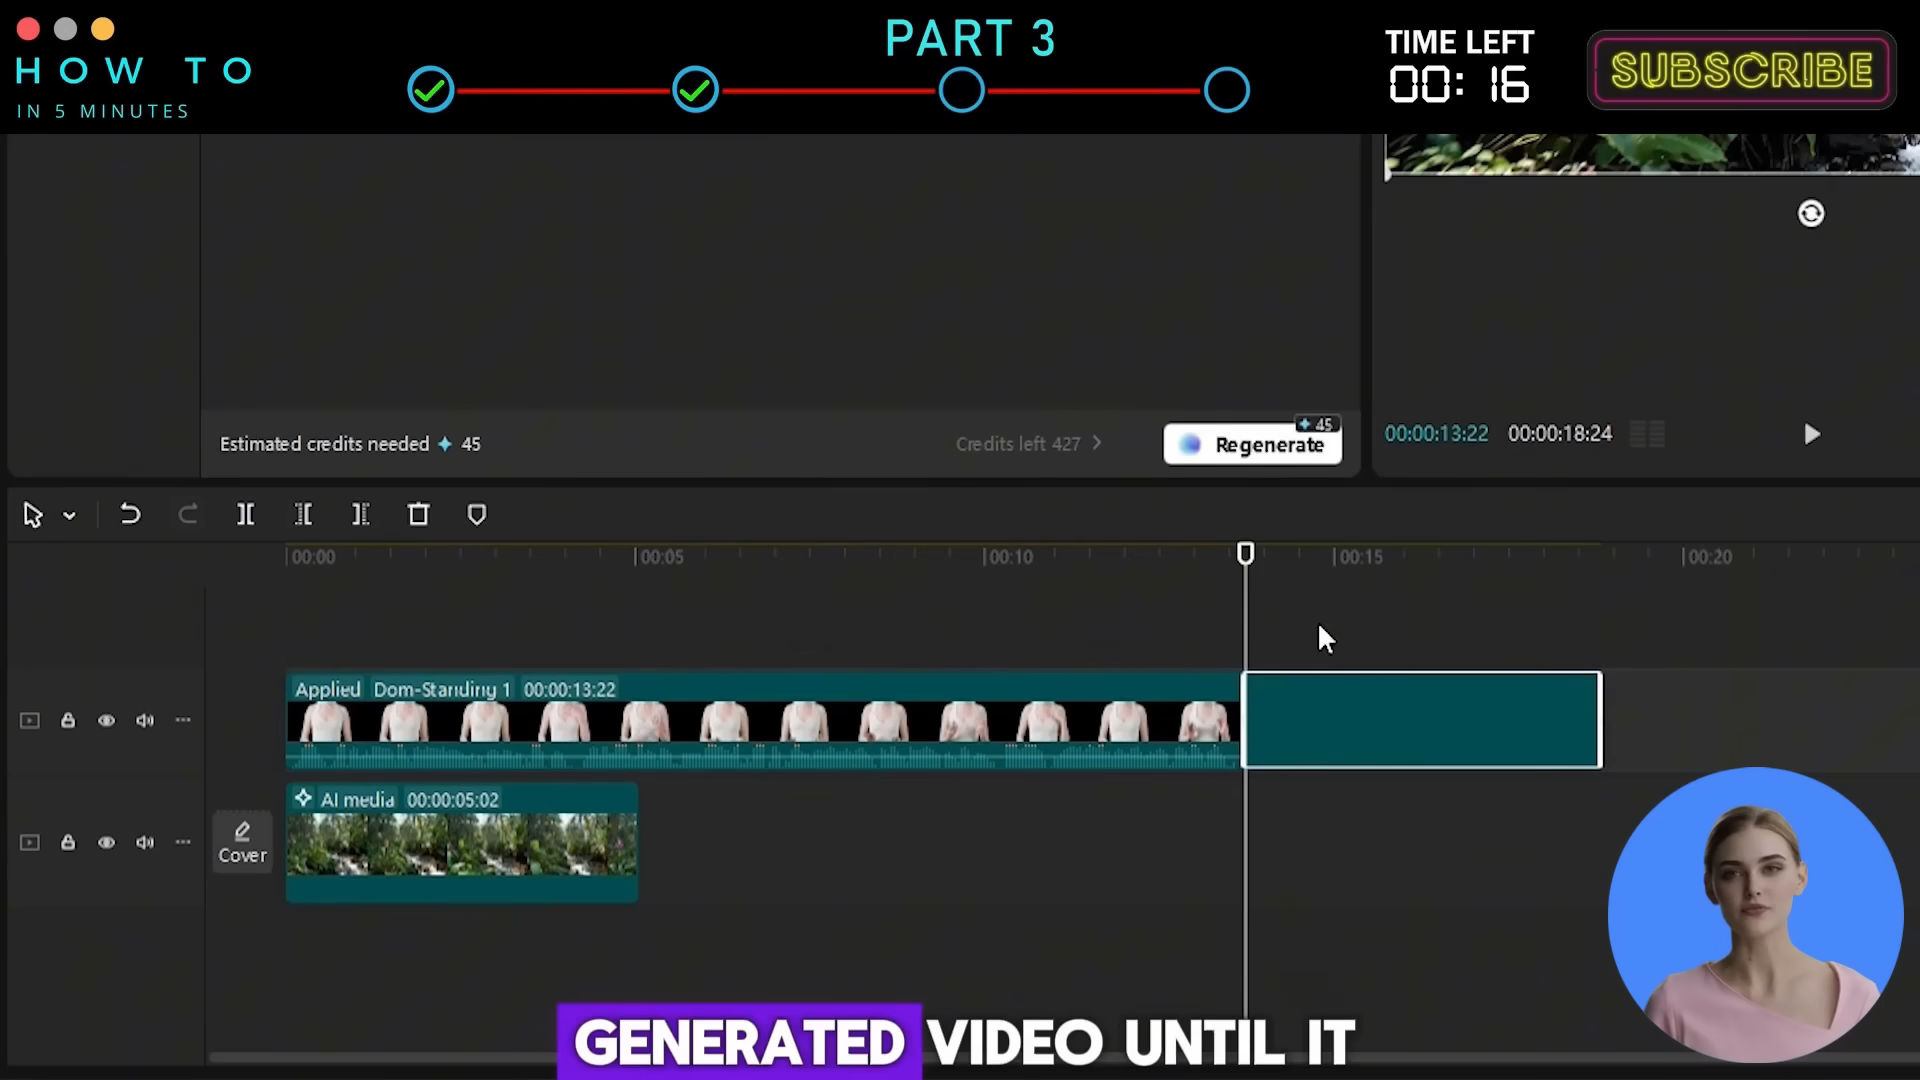 PART 3
TIME LEFT
00: 16
SUBSCRIBE
HOW TO
IN 5 MINUTES
Estimated credits needed 45
Credits left 427
45
Regenerate
00:00:13:22 00:00:18:24
00:00 00:05 00:10 00:15 00:20
Applied Dom-Standing 1 00:00:13:22
AI media 00:00:05:02
Cover
GENERATED VIDEO UNTIL IT